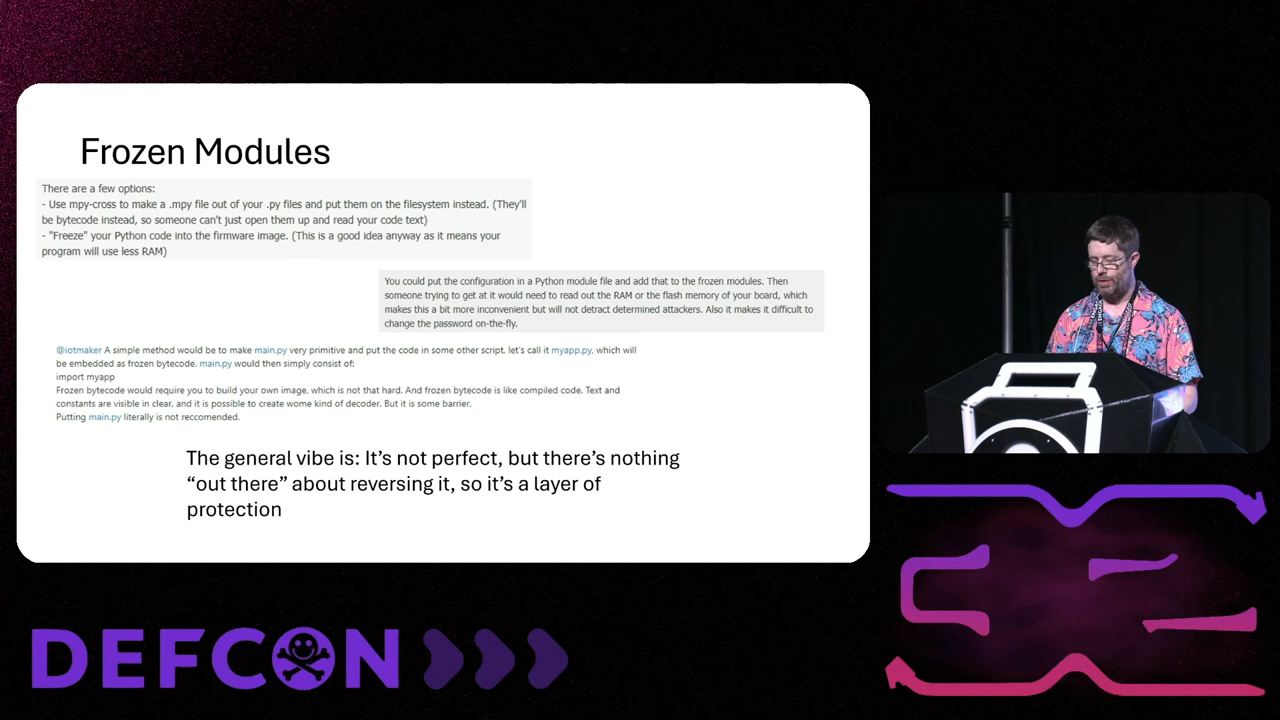 Frozen Modules
There are a few options:
- Use mpy-cross to make a .mpy file out of your .py files and put them on the filesystem instead. (They'll
be bytecode instead, so someone can't just open them up and read your code text)
- "Freeze" your Python code into the firmware image. (This is a good idea anyway as it means your
program will use less RAM)
You could put the configuration in a Python module file and add that to the frozen modules. Then
someone trying to get at it would need to read out the RAM or the flash memory of your board, which
makes this a bit more inconvenient but will not detract determined attackers. Also it makes it difficult to
change the password on-the-fly.
@iotmaker A simple method would be to make main.py very primitive and put the code in some other script, let's call it myapp.py, which will
be embedded as frozen bytecode. main.py would then simply consist of:
import myapp
Frozen bytecode would require you to build your own image, which is not that hard. And frozen bytecode is like compiled code. Text and
constants are visible in clear, and it is possible to create wome kind of decoder. But it is some barrier.
Putting main.py literally is not reccomended.
The general vibe is: It’s not perfect, but there’s nothing
“out there” about reversing it, so it’s a layer of
protection
DEFCON